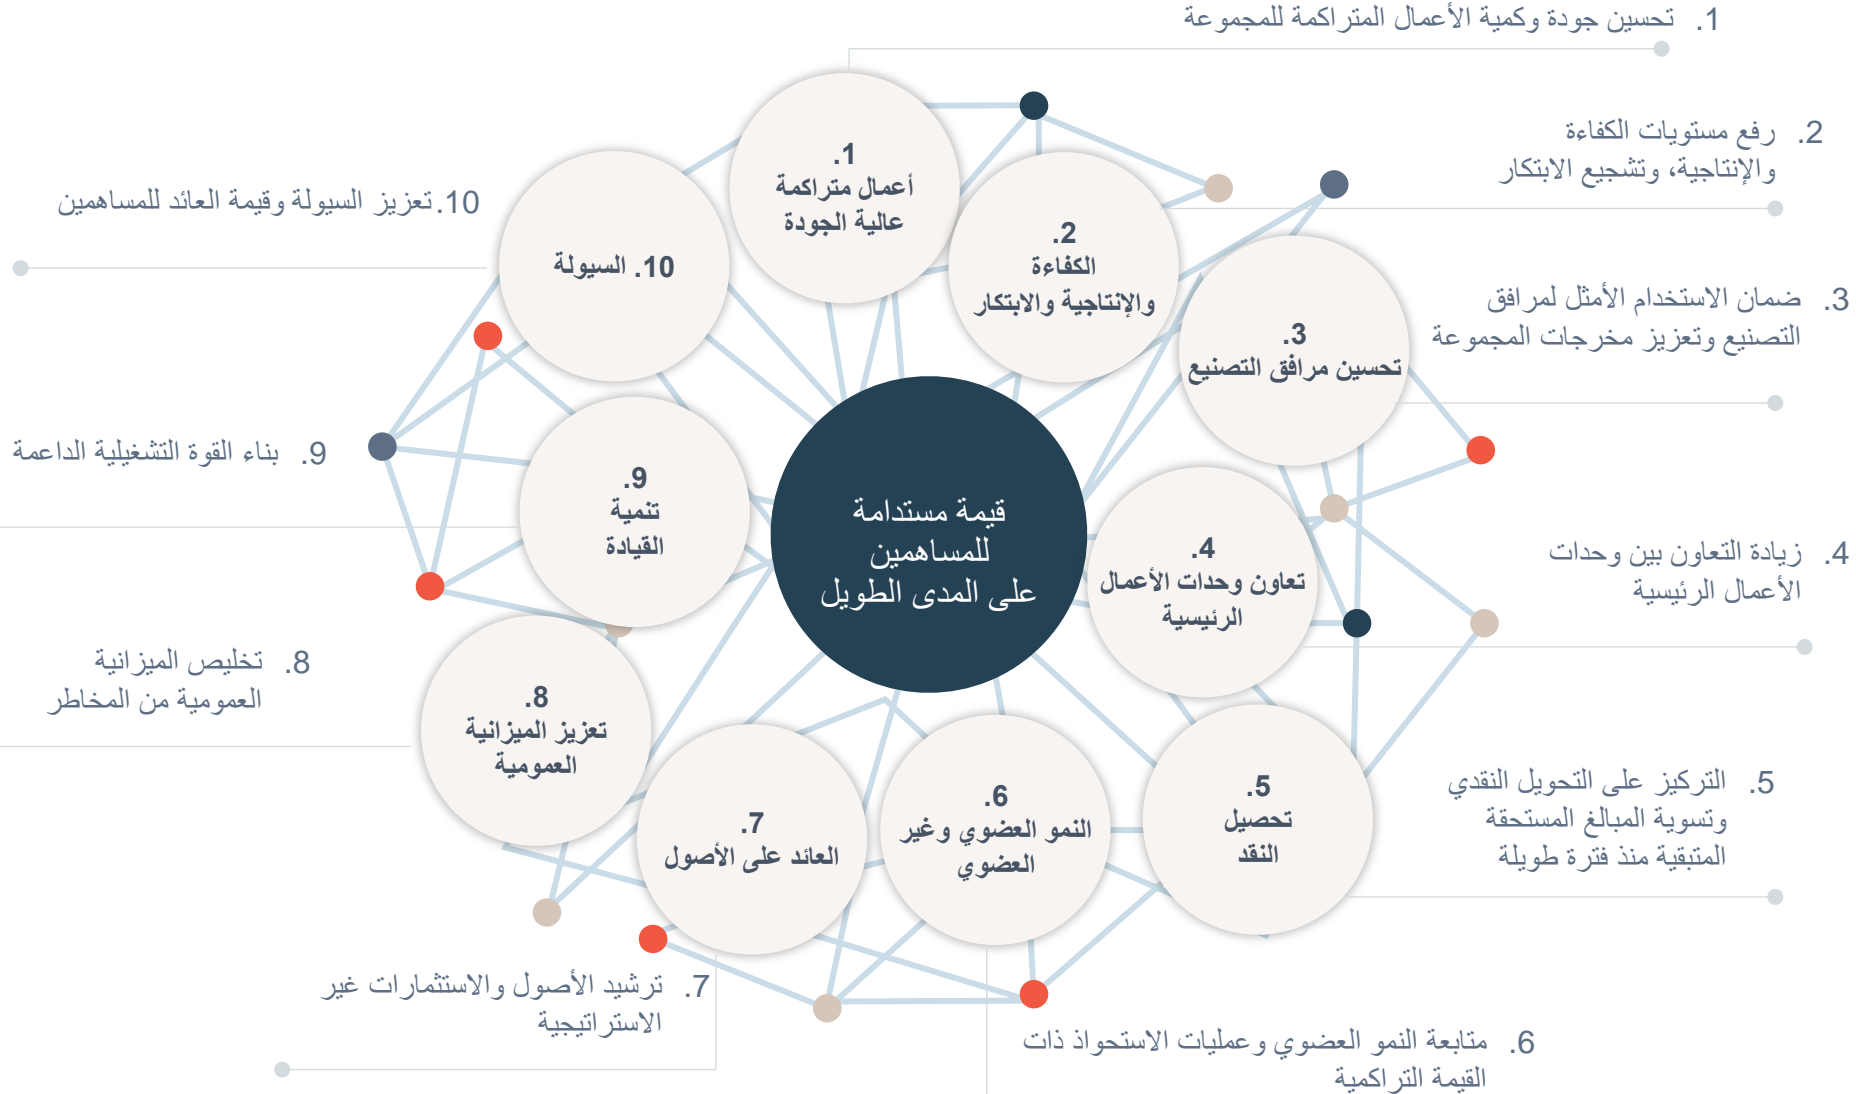 1. تحسين جودة وكمية الأعمال المتراكمة للمجموعة
2. رفع مستويات الكفاءة
والإنتاجية، وتشجيع الابتكار
3. ضمان الاستخدام الأمثل لمرافق
التصنيع وتعزيز مخرجات المجموعة
4. زيادة التعاون بين وحدات
الأعمال الرئيسية
5. التركيز على التحويل النقدي
وتسوية المبالغ المستحقة
المتبقية منذ فترة طويلة
6. متابعة النمو العضوي وعمليات الاستحواذ ذات
القيمة التراكمية
7. ترشيد الأصول والاستثمارات غير
الاستراتيجية
8. تخليص الميزانية
العمومية من المخاطر
9. بناء القوة التشغيلية الداعمة
10. تعزيز السيولة وقيمة العائد للمساهمين
1.
أعمال متراكمة
عالية الجودة
2.
الكفاءة
والإنتاجية والابتكار
3.
تحسين مرافق التصنيع
4.
تعاون وحدات الأعمال
الرئيسية
5.
تحصيل
النقد
6.
النمو العضوي وغير
العضوي
7.
العائد على الأصول
8.
تعزيز الميزانية
العمومية
9.
تنمية
القيادة
10. السيولة
قيمة مستدامة
للمساهمين
على المدى الطويل